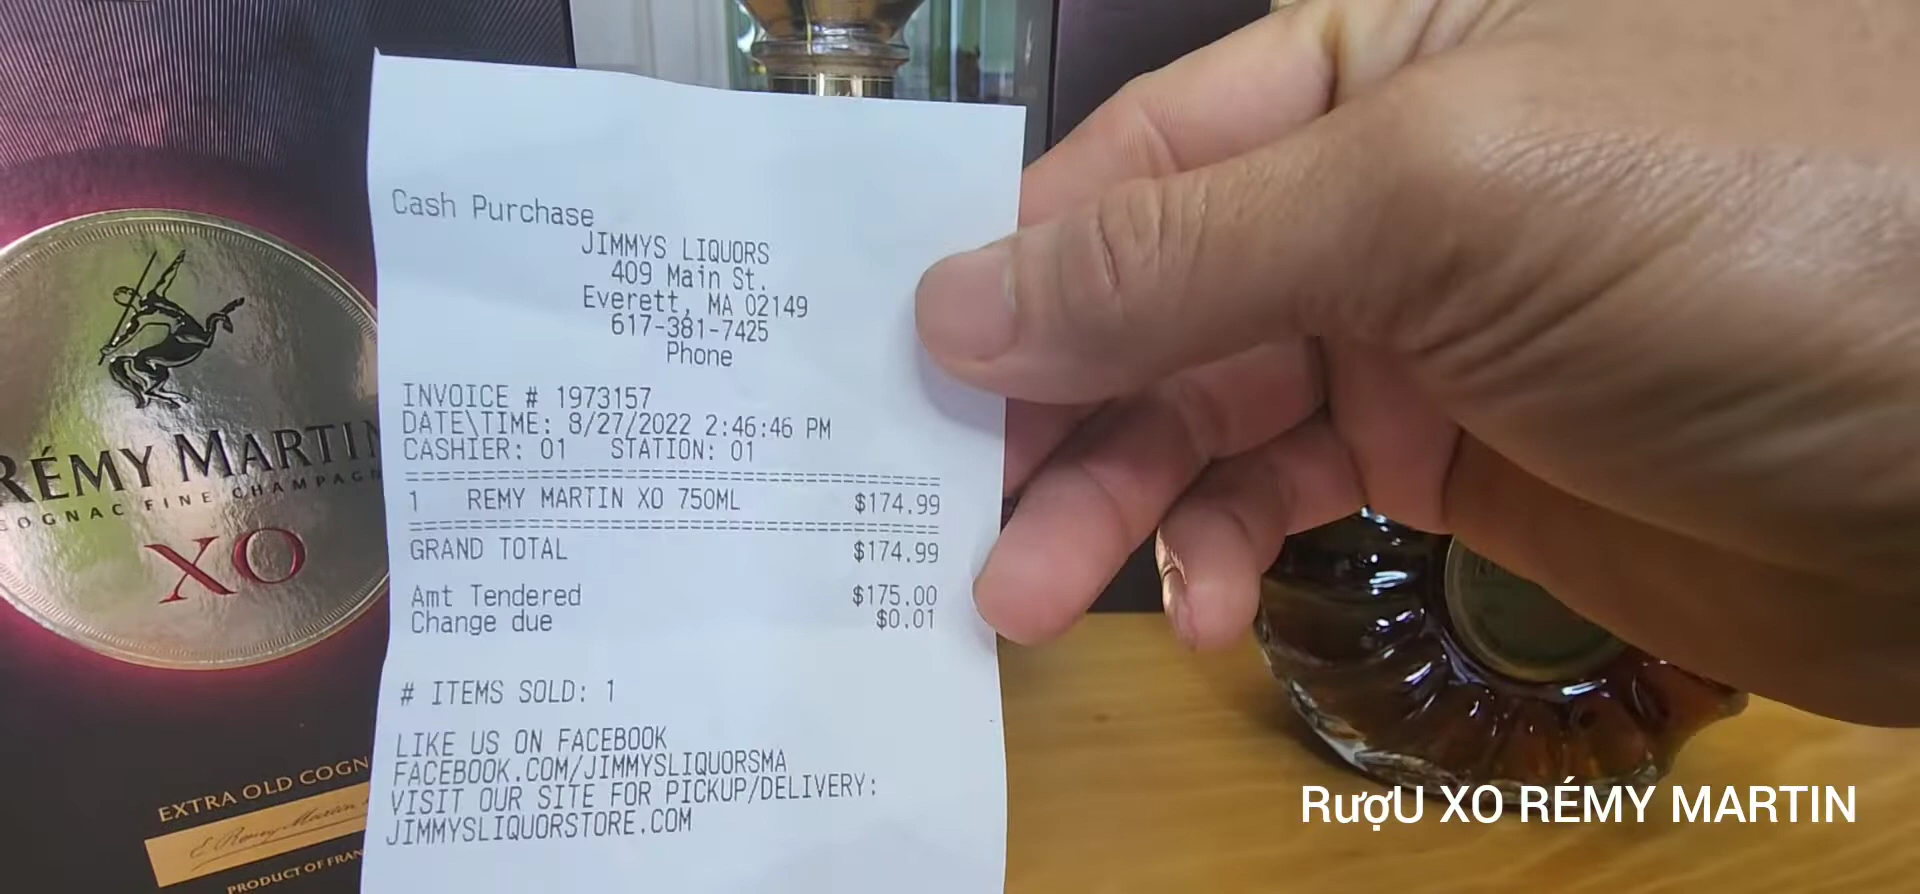 Cash Purchase
JIMMYS LIQUORS
409 Main St.
Everett, MA 02149
617-381-7425
Phone
INVOICE # 1973157
DATE\TIME: 8/27/2022 2:46:46 PM
CASHIER: 01 STATION: 01
1 REMY MARTIN XO 750ML $174.99
GRAND TOTAL $174.99
Amt Tendered $175.00
Change due $0.01
# ITEMS SOLD: 1
LIKE US ON FACEBOOK
FACEBOOK.COM/JIMMYSLIQUORSMA
VISIT OUR SITE FOR PICKUP/DELIVERY:
JIMMYSLIQUORSTORE.COM
RÉMY MARTIN
COGNAC FINE CHAMPAGN
XO
EXTRA OLD COGN
PRODUCT OF FRAN
RượU XO RÉMY MARTIN